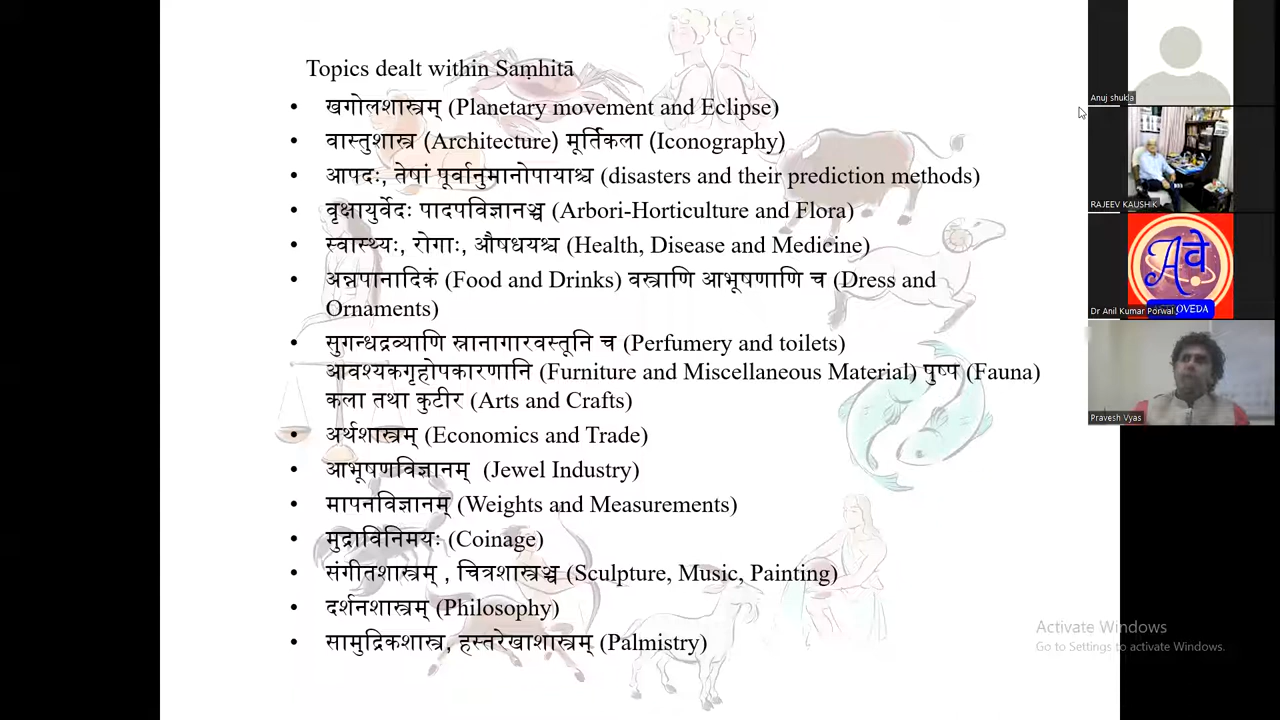 Topics dealt within Saṃhitā
• खगोलशास्त्रम् (Planetary movement and Eclipse)
• वास्तुशास्त्र (Architecture) मूर्तिकला (Iconography)
• आपदः, तेषां पूर्वानुमानोपायाश्च (disasters and their prediction methods)
• वृक्षायुर्वेदः पादपविज्ञानञ्च (Arbori-Horticulture and Flora)
• स्वास्थ्यः, रोगाः, औषधयश्च (Health, Disease and Medicine)
• अन्नपानादिकं (Food and Drinks) वस्त्राणि आभूषणाणि च (Dress and
Ornaments)
• सुगन्धद्रव्याणि स्नानागारवस्तूनि च (Perfumery and toilets)
आवश्यकगृहोपकारणानि (Furniture and Miscellaneous Material) पुष्प (Fauna)
कला तथा कुटीर (Arts and Crafts)
• अर्थशास्त्रम् (Economics and Trade)
• आभूषणविज्ञानम् (Jewel Industry)
• मापनविज्ञानम् (Weights and Measurements)
• मुद्राविनिमयः (Coinage)
• संगीतशास्त्रम् , चित्रशास्त्रञ्च (Sculpture, Music, Painting)
• दर्शनशास्त्रम् (Philosophy)
• सामुद्रिकशास्त्र, हस्तरेखाशास्त्रम् (Palmistry)
Anuj shukla
RAJEEV KAUSHIK
Aवे
Dr Anil Kumar Porwal
OVEDA
Pravesh Vyas
Activate Windows
Go to Settings to activate Windows.